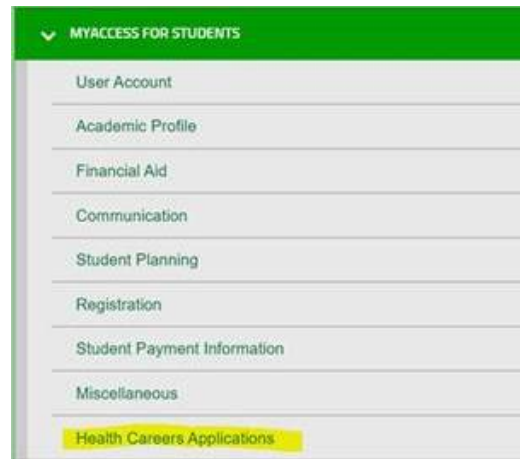 MYACCESS FOR STUDENTS
User Account
Academic Profile
Financial Aid
Communication
Student Planning
Registration
Student Payment Information
Miscellaneous
Health Careers Applications